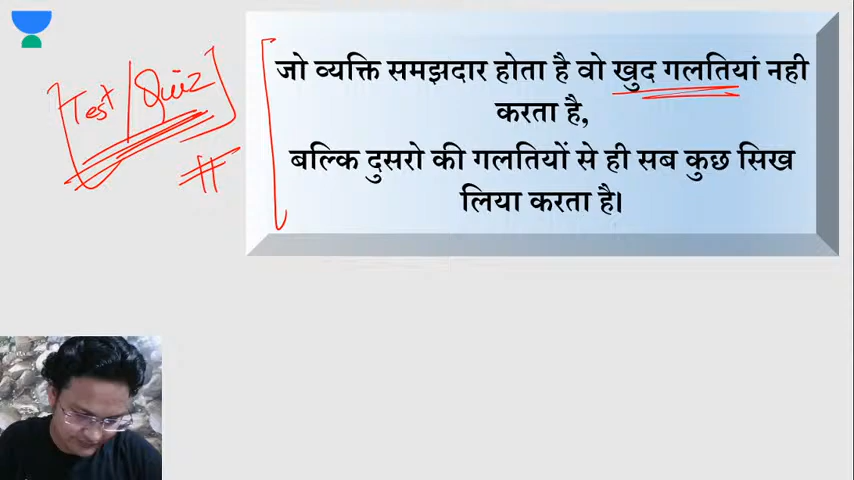 Test/Quiz
जो व्यक्ति समझदार होता है वो खुद गलतियां नही
करता है,
बल्कि दुसरो की गलतियों से ही सब कुछ सिख
लिया करता है।